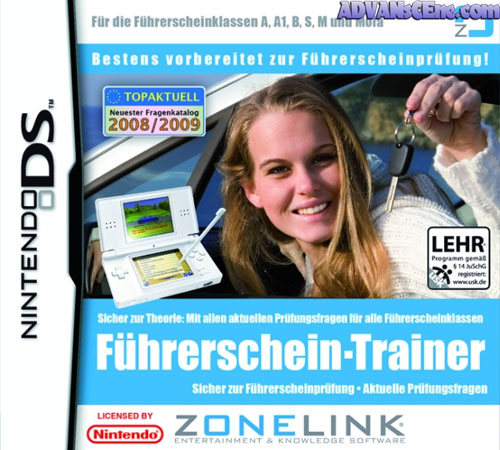 ADVANsCEne.com
Für die Führerscheinklassen A, A1, B, S, M und Mofa
Bestens vorbereitet zur Führerscheinprüfung!
TOPAKTUELL
Neuester Fragenkatalog
2008/2009
NINTENDO DS™
LEHR-
Programm gemäß
§ 14 JuSchG
registriert:
www.usk.de
Sicher zur Theorie: Mit allen aktuellen Prüfungsfragen für alle Führerscheinklassen
Führerschein-Trainer
Sicher zur Führerscheinprüfung • Aktuelle Prüfungsfragen
LICENSED BY
Nintendo
ZONELINK®
ENTERTAINMENT & KNOWLEDGE SOFTWARE